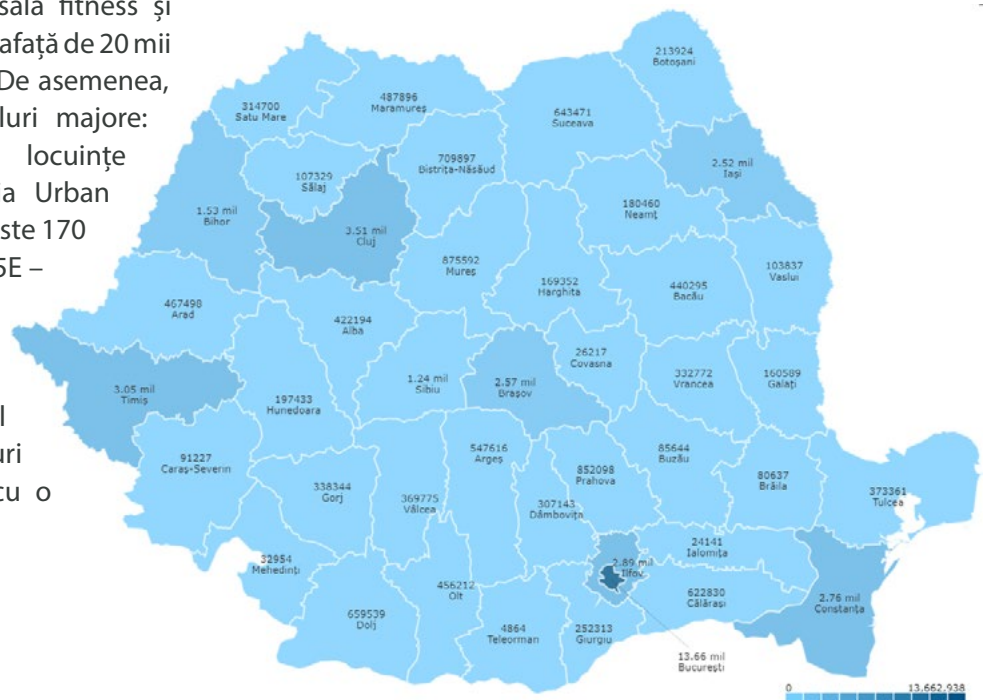 sală fitness și
afață de 20 mii
De asemenea,
luri majore:
locuințe
ia Urban
ste 170
5E –
l
uri
cu o
213924
Botoșani
314700
Satu Mare
487896
Maramureș
643471
Suceava
709897
Bistrița-Năsăud
2.52 mil
Iași
107329
Sălaj
180460
Neamț
1.53 mil
Bihor
3.51 mil
Cluj
875592
Mureș
103837
Vaslui
169352
Harghita
440295
Bacău
467498
Arad
422194
Alba
26217
Covasna
332772
Vrancea
160589
Galați
3.05 mil
Timiș
197433
Hunedoara
1.24 mil
Sibiu
2.57 mil
Brașov
91227
Caraș-Severin
547616
Argeș
85644
Buzău
852098
Prahova
80637
Brăila
338344
Gorj
369775
Vâlcea
307143
Dâmbovița
373361
Tulcea
32954
Mehedinți
24141
Ialomița
2.89 mil
Ilfov
456212
Olt
622830
Călărași
2.76 mil
Constanța
659539
Dolj
4864
Teleorman
252313
Giurgiu
13.66 mil
București
0 13.662.938